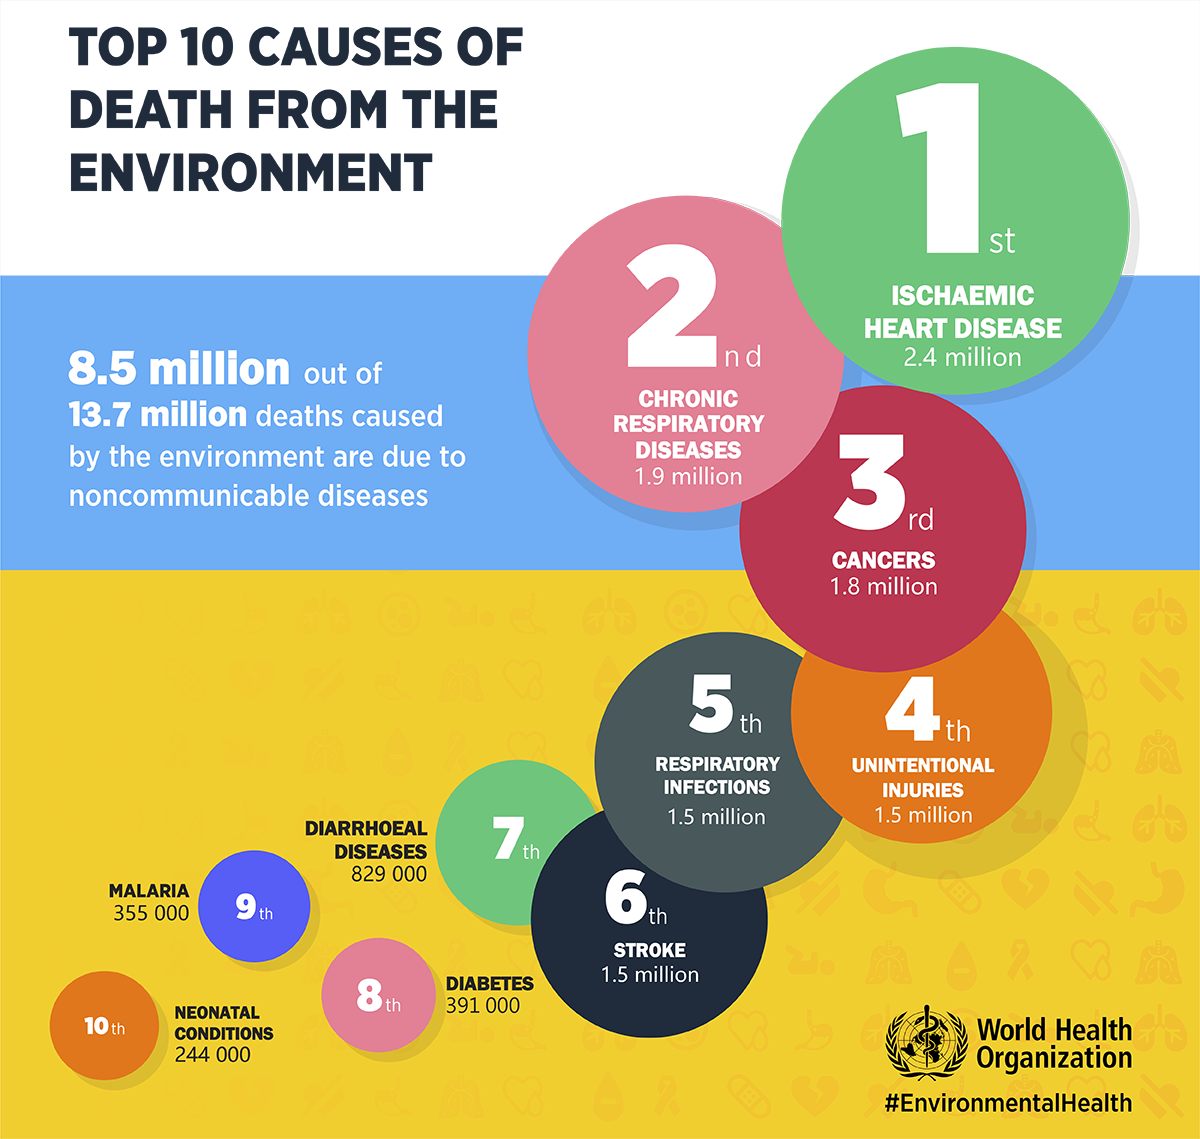 TOP 10 CAUSES OF
DEATH FROM THE
ENVIRONMENT
8.5 million out of
13.7 million deaths caused
by the environment are due to
noncommunicable diseases
1st
ISCHAEMIC
HEART DISEASE
2.4 million
2nd
CHRONIC
RESPIRATORY
DISEASES
1.9 million
3rd
CANCERS
1.8 million
4th
UNINTENTIONAL
INJURIES
1.5 million
5th
RESPIRATORY
INFECTIONS
1.5 million
6th
STROKE
1.5 million
7th
DIARRHOEAL
DISEASES
829 000
8th
DIABETES
391 000
9th
MALARIA
355 000
10th
NEONATAL
CONDITIONS
244 000
World Health
Organization
#EnvironmentalHealth